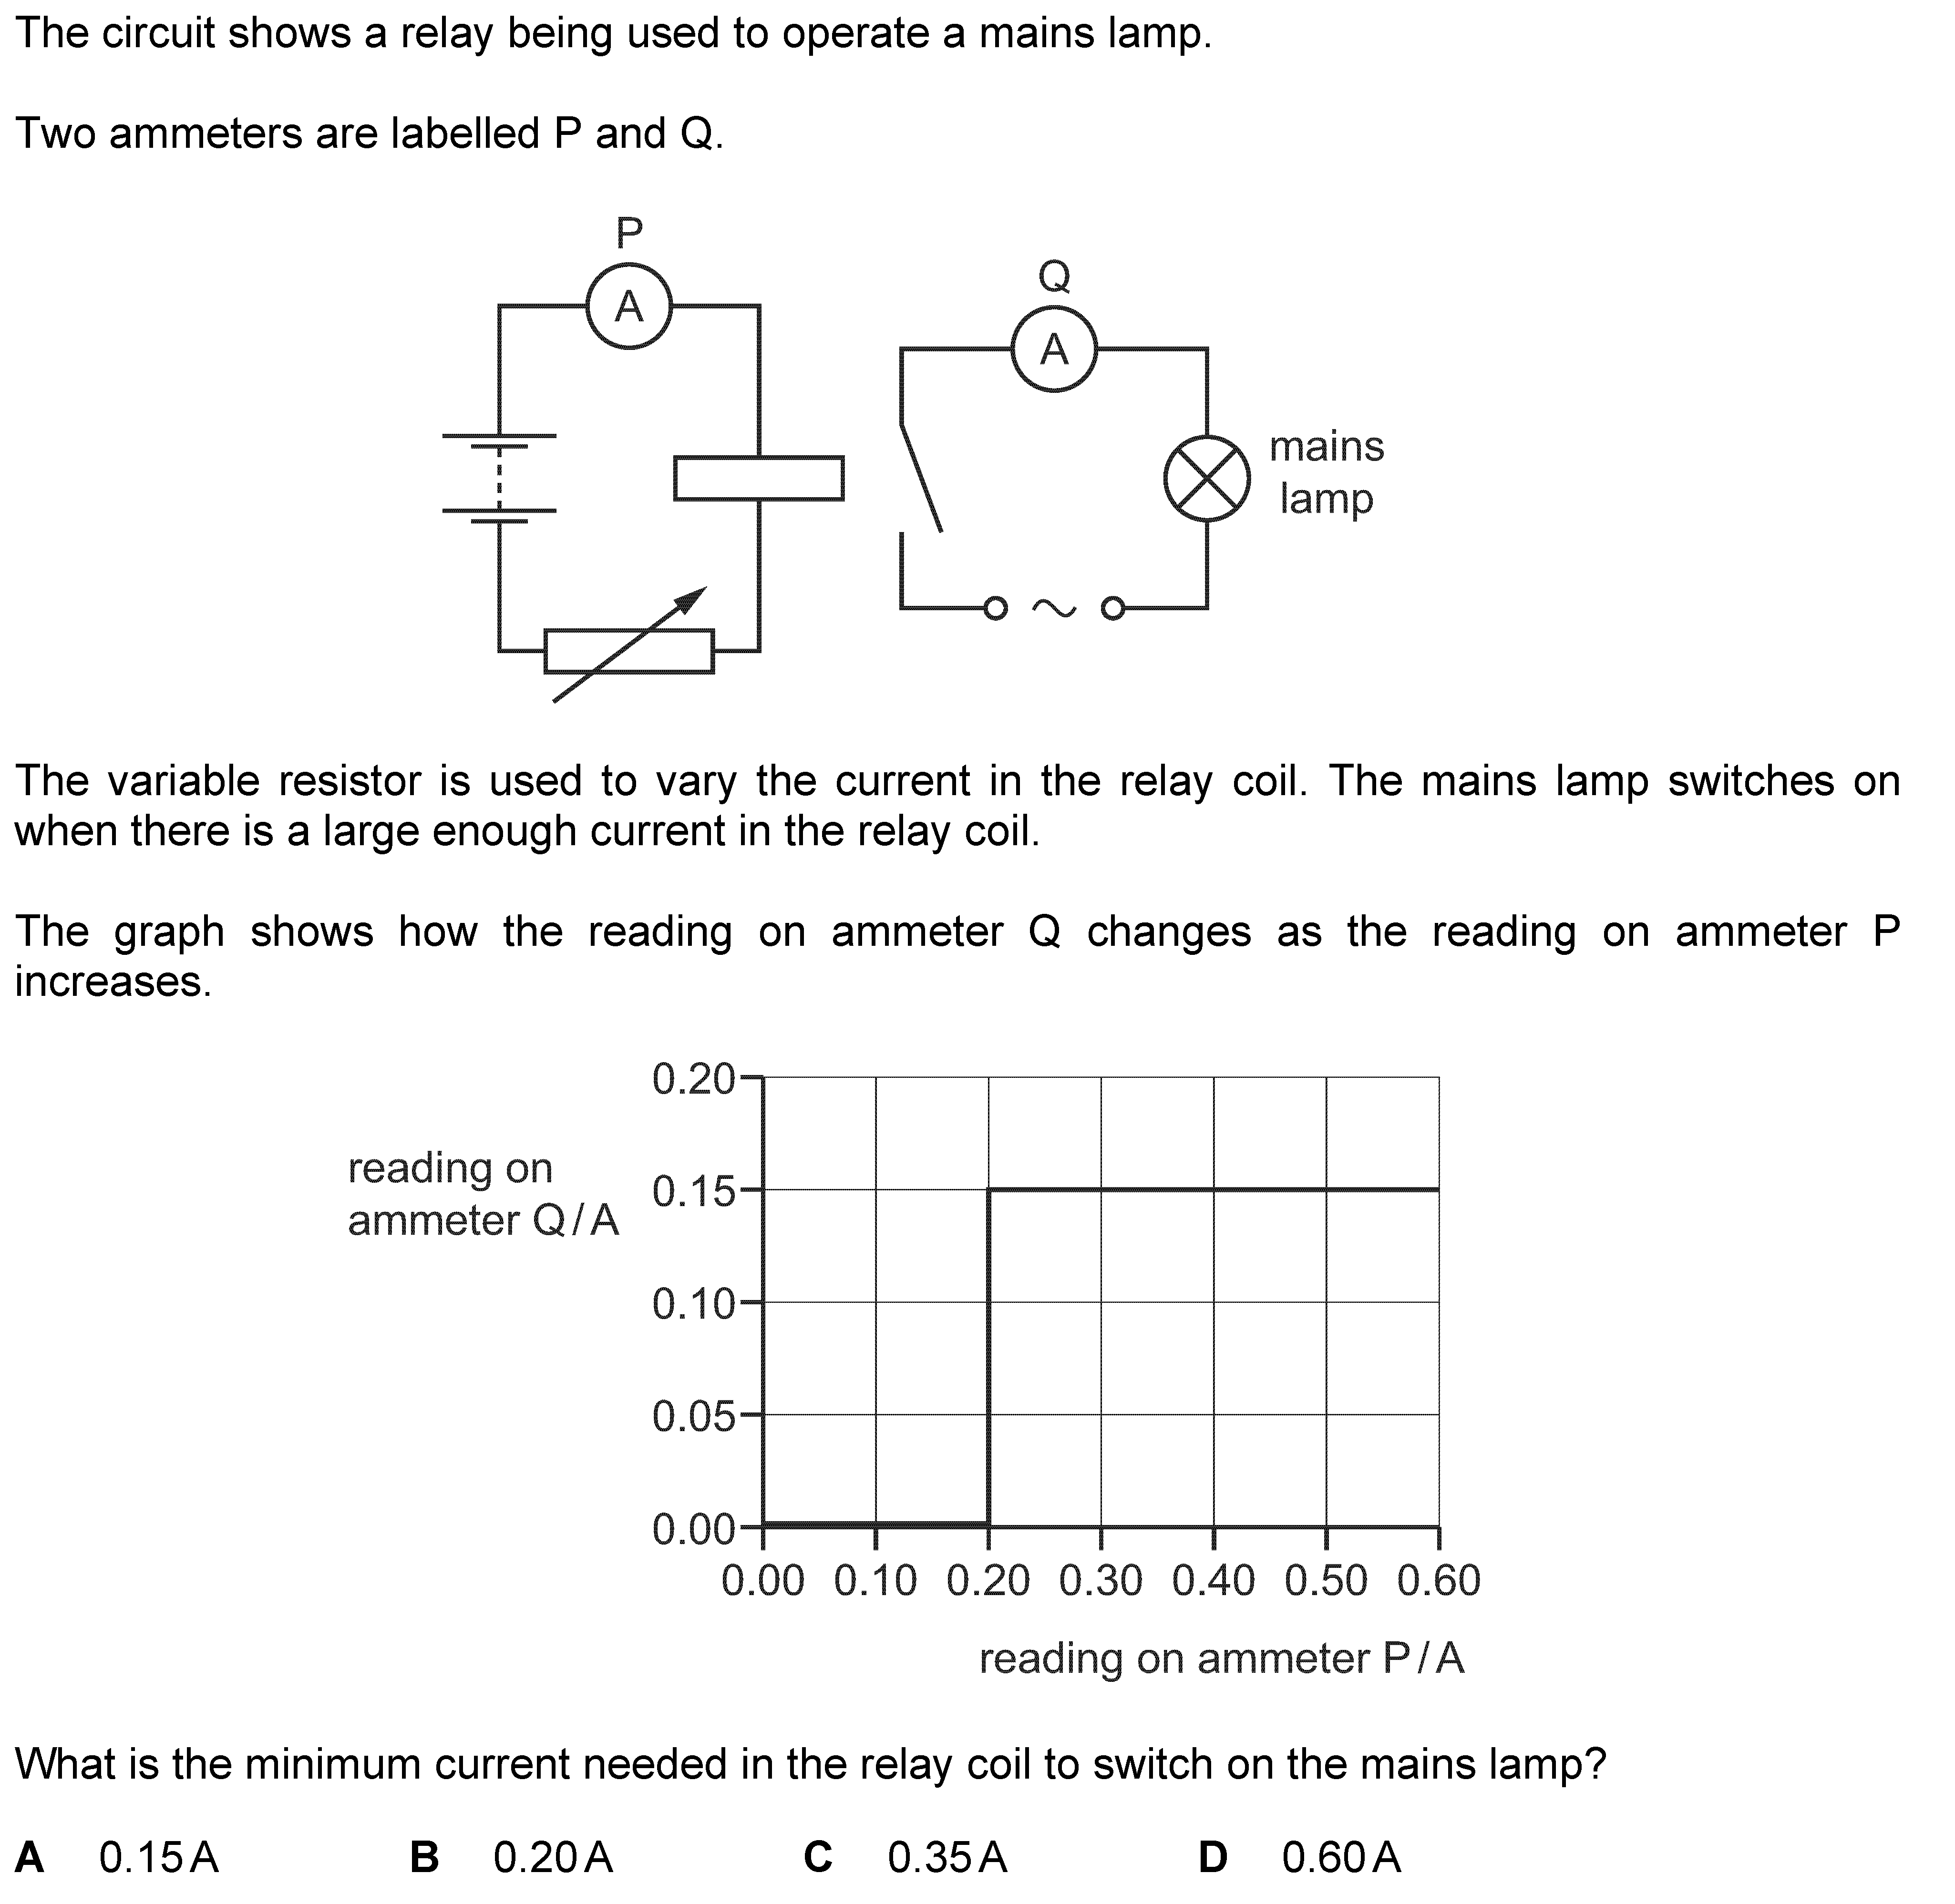 The circuit shows a relay being used to operate a mains lamp.
Two ammeters are labelled P and Q.
P
A
Q
A
mains
lamp
The variable resistor is used to vary the current in the relay coil. The mains lamp switches on
when there is a large enough current in the relay coil.
The graph shows how the reading on ammeter Q changes as the reading on ammeter P
increases.
reading on
ammeter Q / A
0.20
0.15
0.10
0.05
0.00
0.00 0.10 0.20 0.30 0.40 0.50 0.60
reading on ammeter P / A
What is the minimum current needed in the relay coil to switch on the mains lamp?
A 0.15 A B 0.20 A C 0.35 A D 0.60 A